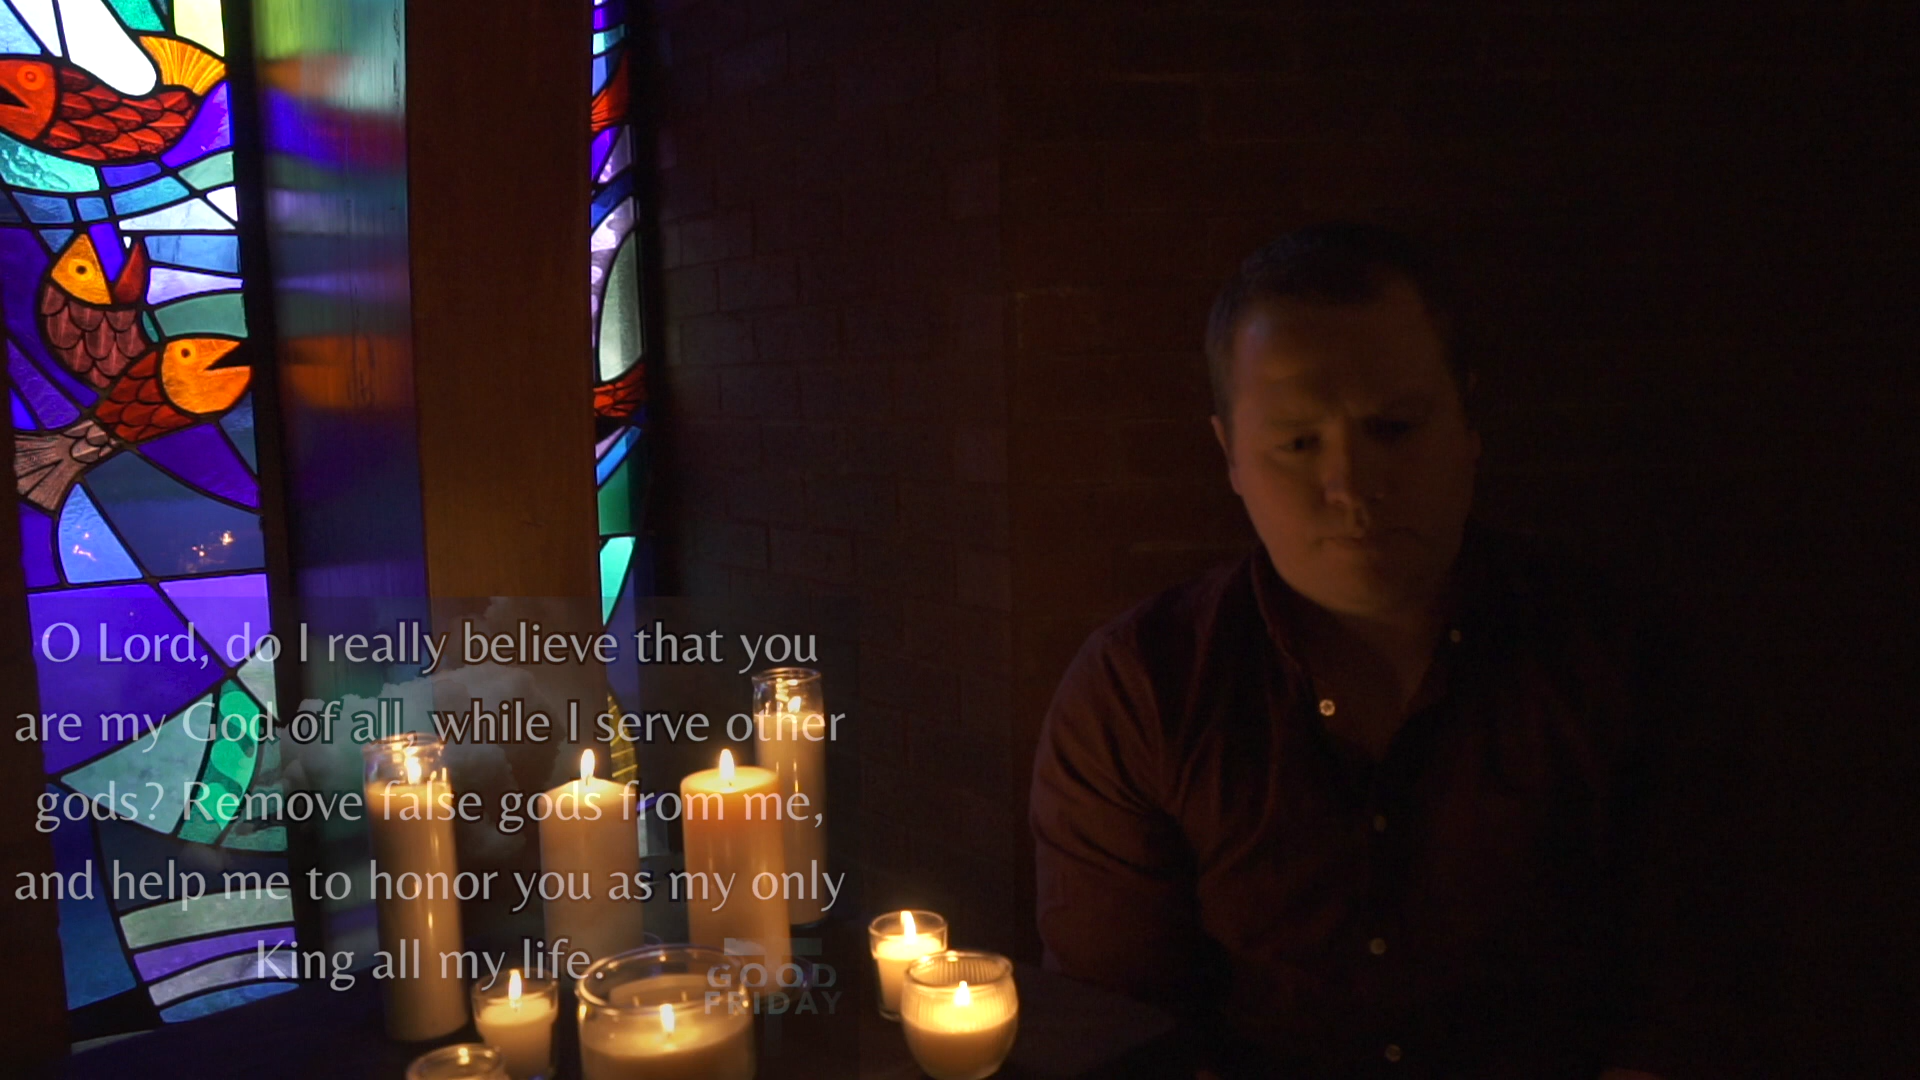 O Lord, do I really believe that you
are my God of all, while I serve other
gods? Remove false gods from me,
and help me to honor you as my only
King all my life.
GOOD
FRIDAY